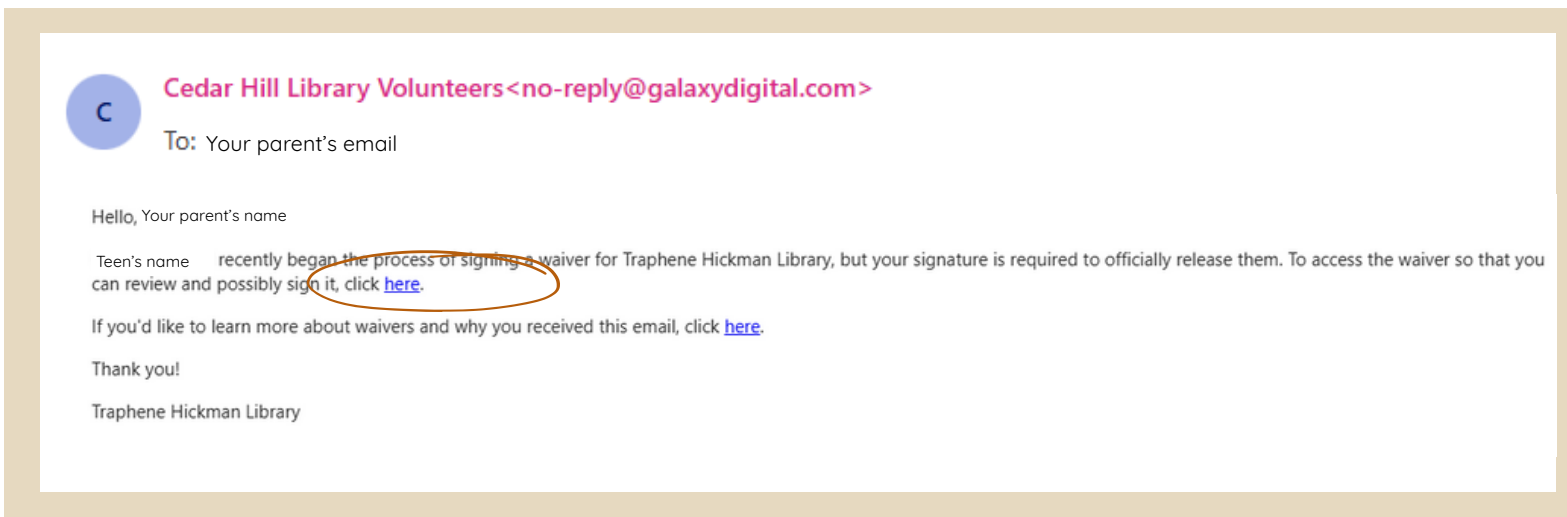 C
Cedar Hill Library Volunteers<no-reply@galaxydigital.com>
To: Your parent's email
Hello, Your parent's name
Teen's name recently began the process of signing a waiver for Traphene Hickman Library, but your signature is required to officially release them. To access the waiver so that you
can review and possibly sign it, click here.
If you'd like to learn more about waivers and why you received this email, click here.
Thank you!
Traphene Hickman Library